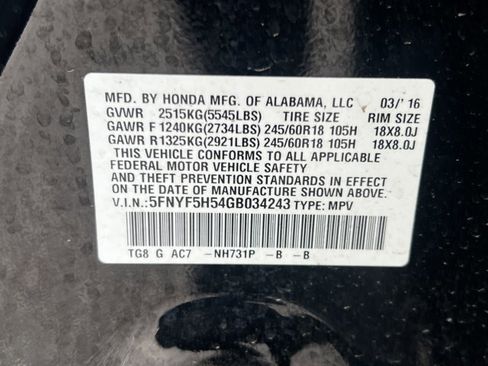 MFD. BY HONDA MFG. OF ALABAMA, LLC 03/'16
GVWR 2515KG(5545LBS) TIRE SIZE RIM SIZE
GAWR F 1240KG(2734LBS) 245/60R18 105H 18X8.0J
GAWR R 1325KG(2921LBS) 245/60R18 105H 18X8.0J
THIS VEHICLE CONFORMS TO ALL APPLICABLE
FEDERAL MOTOR VEHICLE SAFETY, BUMPER,
AND THEFT PREVENTION STANDARDS IN EFFECT
ON THE DATE OF MANUFACTURE SHOWN ABOVE.
V.I.N.:5FNYF5H54GB034243 TYPE: MPV
TG8 G AC7 -NH731P -B -B